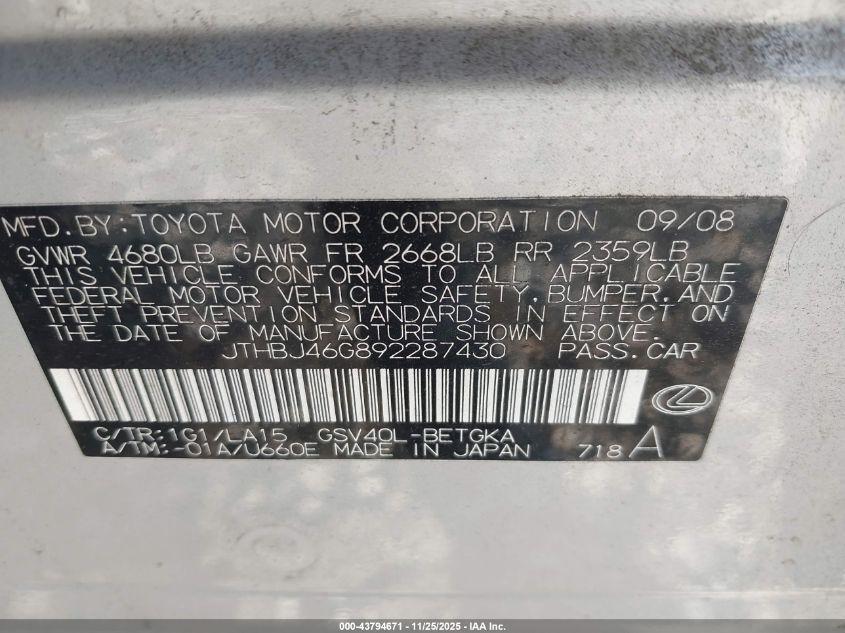 MFD. BY: TOYOTA MOTOR CORPORATION 09/08
GVWR 4680LB GAWR FR 2668LB RR 2359LB
THIS VEHICLE CONFORMS TO ALL APPLICABLE
FEDERAL MOTOR VEHICLE SAFETY, BUMPER, AND
THEFT PREVENTION STANDARDS IN EFFECT ON
THE DATE OF MANUFACTURE SHOWN ABOVE.
JTHBJ46G892287430 PASS. CAR
C/TR: 1G1/LA15 GSV40L-BETGKA
A/TM: -01A/U660E MADE IN JAPAN 718 A
000-43794671 - 11/25/2025 - IAA Inc.